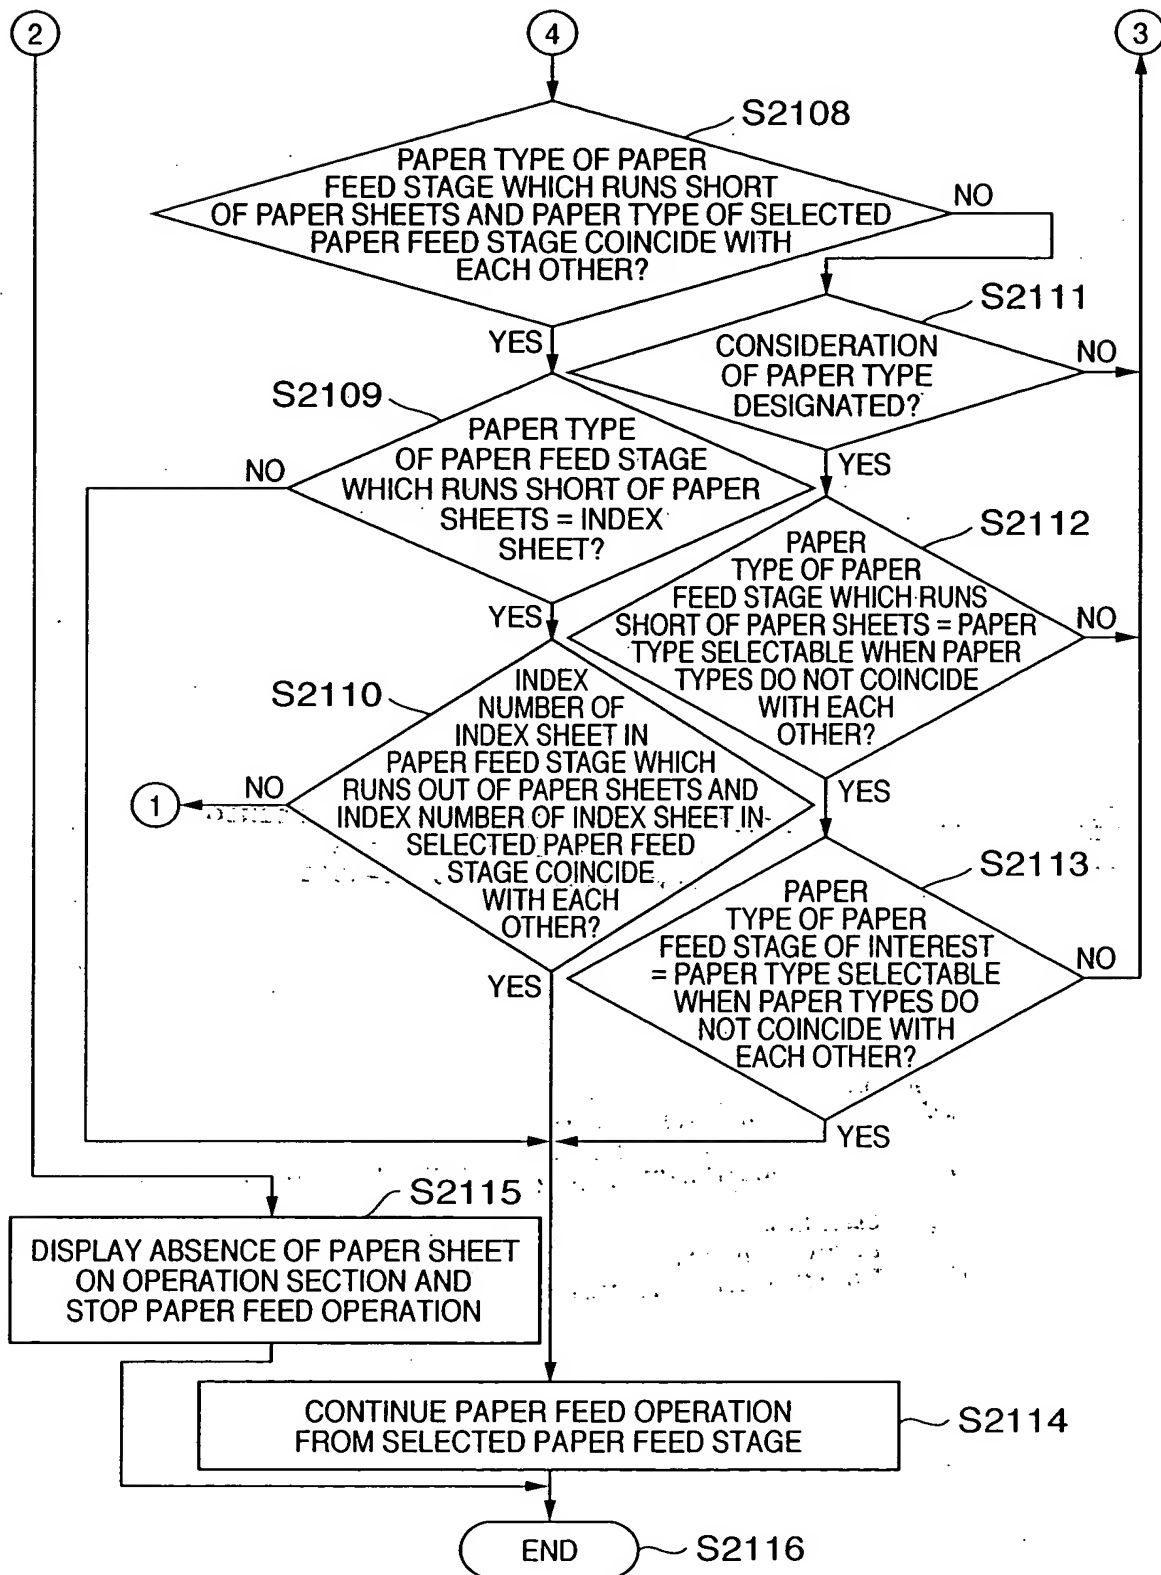 2
4
3
S2108
PAPER TYPE OF PAPER
FEED STAGE WHICH RUNS SHORT
OF PAPER SHEETS AND PAPER TYPE OF SELECTED
PAPER FEED STAGE COINCIDE WITH
EACH OTHER?
NO
YES
S2111
CONSIDERATION
OF PAPER TYPE
DESIGNATED?
NO
YES
S2109
PAPER TYPE
OF PAPER FEED STAGE
WHICH RUNS SHORT OF PAPER
SHEETS = INDEX
SHEET?
NO
YES
S2112
PAPER
TYPE OF PAPER
FEED STAGE WHICH RUNS
SHORT OF PAPER SHEETS = PAPER
TYPE SELECTABLE WHEN PAPER
TYPES DO NOT COINCIDE
WITH EACH
OTHER?
NO
YES
S2110
INDEX
NUMBER OF
INDEX SHEET IN
PAPER FEED STAGE WHICH
RUNS OUT OF PAPER SHEETS AND
INDEX NUMBER OF INDEX SHEET IN
SELECTED PAPER FEED
STAGE COINCIDE
WITH EACH
OTHER?
NO
1
YES
S2113
PAPER
TYPE OF PAPER
FEED STAGE OF INTEREST
= PAPER TYPE SELECTABLE
WHEN PAPER TYPES DO
NOT COINCIDE WITH
EACH OTHER?
NO
YES
S2115
DISPLAY ABSENCE OF PAPER SHEET
ON OPERATION SECTION AND
STOP PAPER FEED OPERATION
CONTINUE PAPER FEED OPERATION
FROM SELECTED PAPER FEED STAGE
S2114
END
S2116